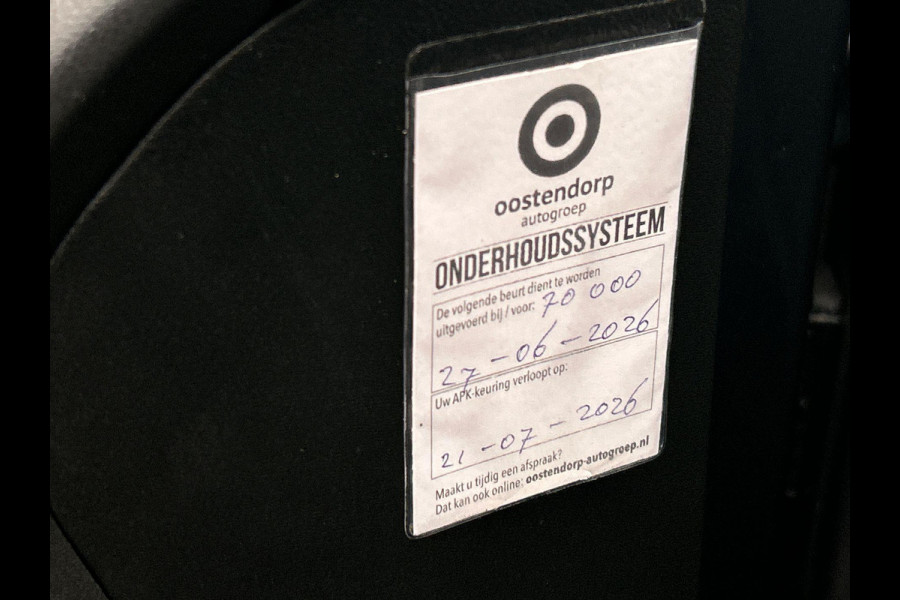 oostendorp
autogroep
ONDERHOUDSSYSTEEM
De volgende beurt dient te worden
uitgevoerd bij / voor: 70 000
27-06-2026
Uw APK-keuring verloopt op:
21-07-2026
Maakt u tijdig een afspraak?
Dat kan ook online: oostendorp-autogroep.nl